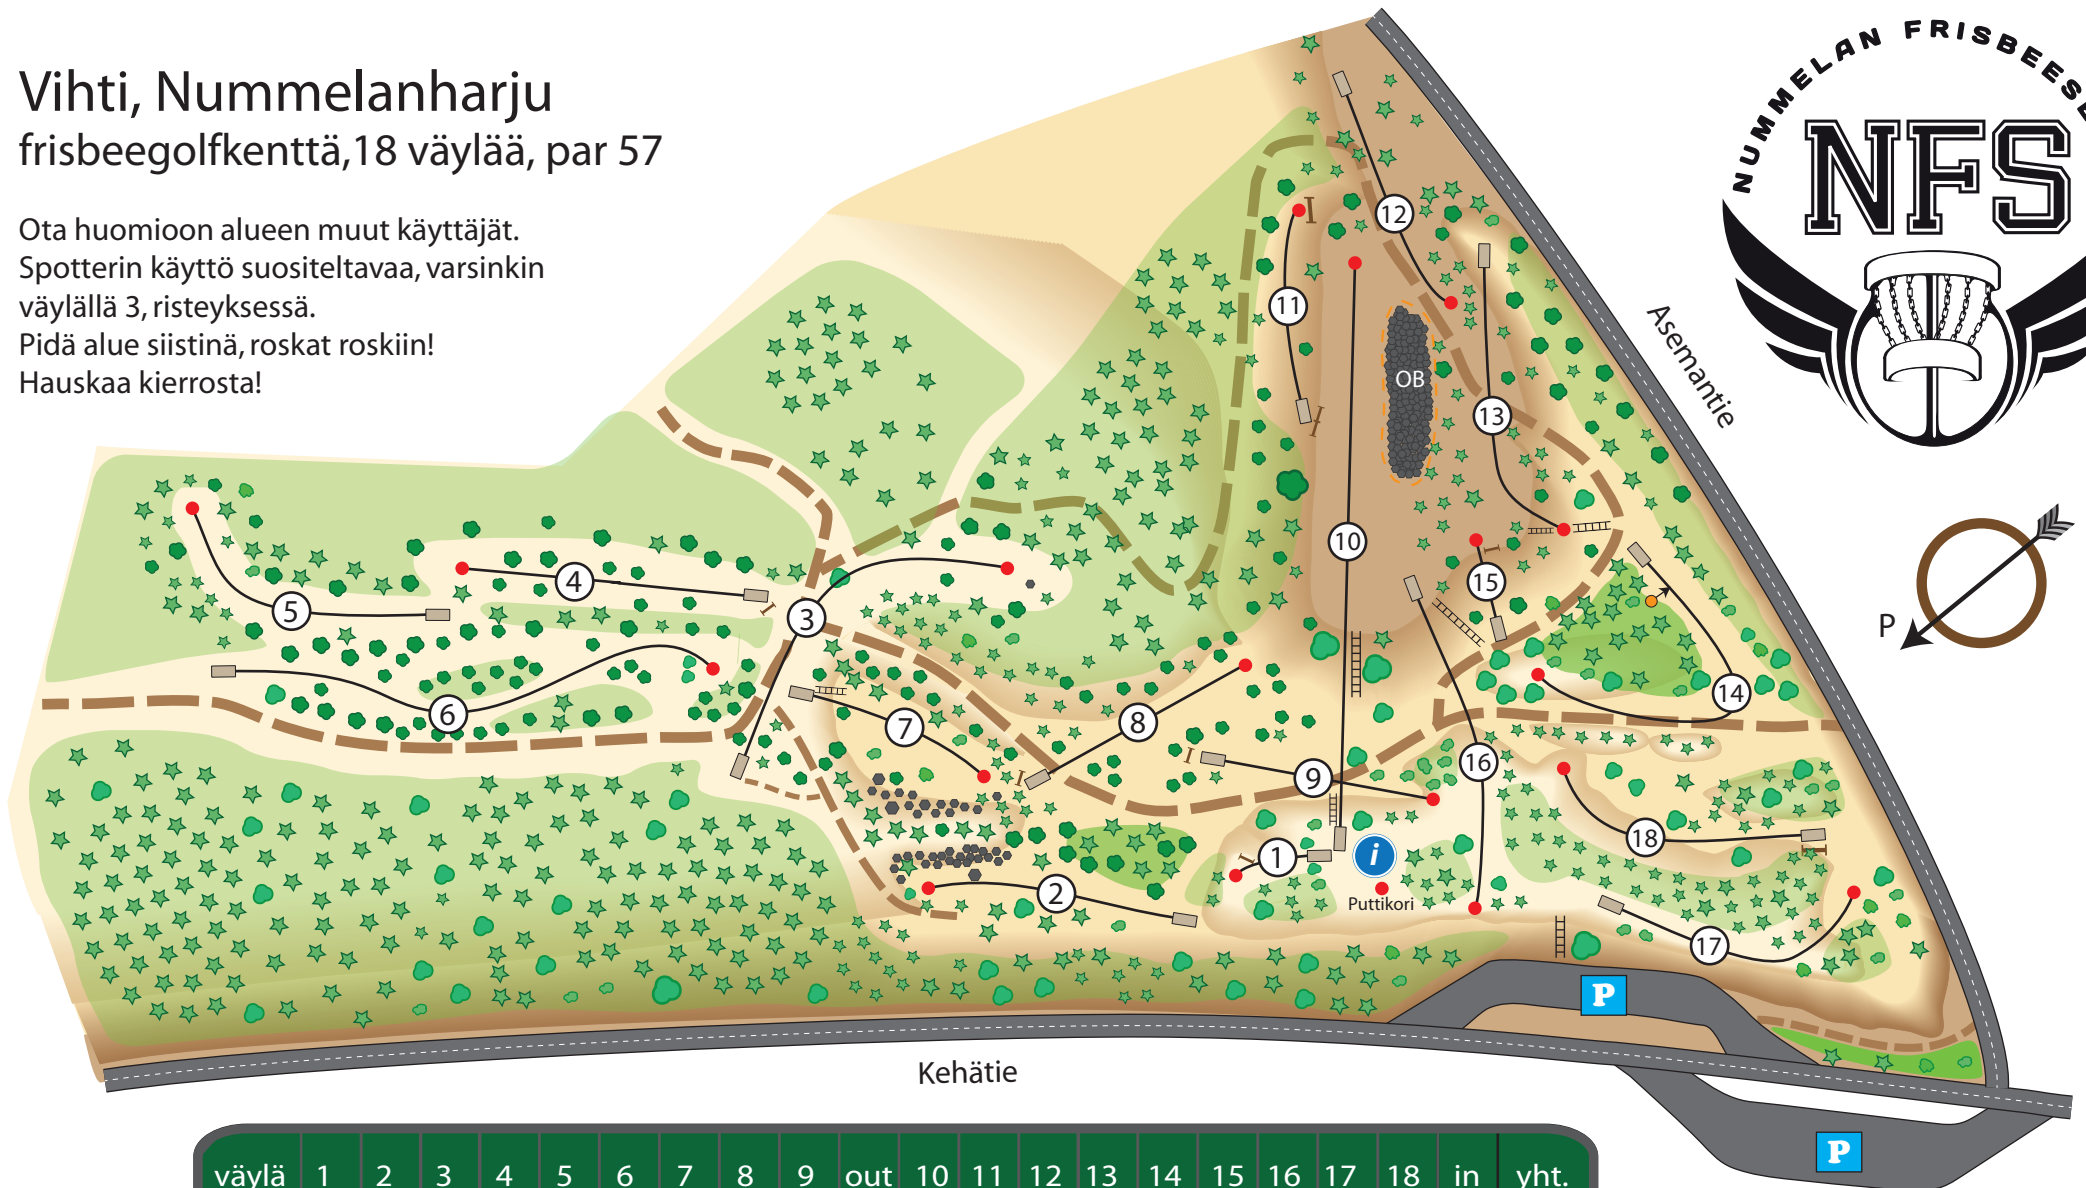 Vihti, Nummelanharju
frisbeegolfkenttä,18 väylää, par 57
Ota huomioon alueen muut käyttäjät.
Spotterin käyttö suositeltavaa, varsinkin
väylällä 3, risteyksessä.
Pidä alue siistinä, roskat roskiin!
Hauskaa kierrosta!
NUMMELAN FRISBEESE
NFS
Asemantie
P
12
11
OB
13
10
15
4
5
3
14
6
7
8
16
9
18
1
i
2
Puttikori
17
P
Kehätie
P
väylä 1 2 3 4 5 6 7 8 9 out 10 11 12 13 14 15 16 17 18 in yht.